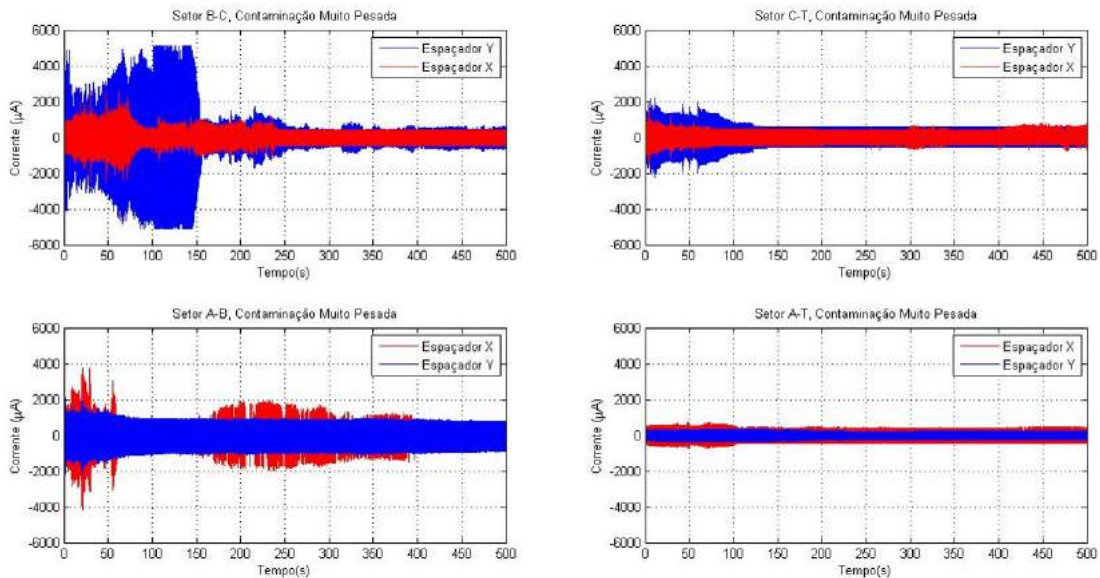 Setor B-C, Contaminação Muito Pesada
6000
4000
2000
0
-2000
-4000
-6000
Corrente (µA)
Espaçador Y
Espaçador X
0 50 100 150 200 250 300 350 400 450 500
Tempo(s)
Setor C-T, Contaminação Muito Pesada
6000
4000
2000
0
-2000
-4000
-6000
Corrente (µA)
Espaçador Y
Espaçador X
0 50 100 150 200 250 300 350 400 450 500
Tempo(s)
Setor A-B, Contaminação Muito Pesada
6000
4000
2000
0
-2000
-4000
-6000
Corrente (µA)
Espaçador X
Espaçador Y
0 50 100 150 200 250 300 350 400 450 500
Tempo(s)
Setor A-T, Contaminação Muito Pesada
6000
4000
2000
0
-2000
-4000
-6000
Corrente (µA)
Espaçador X
Espaçador Y
0 50 100 150 200 250 300 350 400 450 500
Tempo(s)